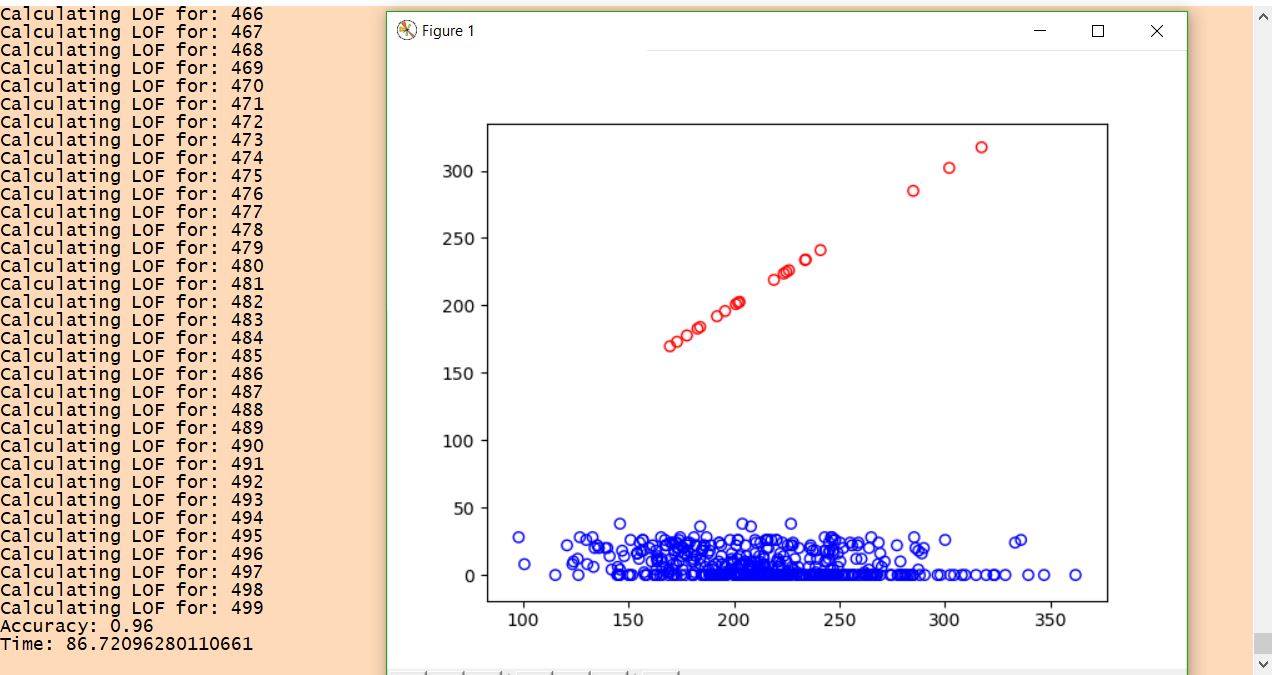 Calculating LOF for: 466
Calculating LOF for: 467
Calculating LOF for: 468
Calculating LOF for: 469
Calculating LOF for: 470
Calculating LOF for: 471
Calculating LOF for: 472
Calculating LOF for: 473
Calculating LOF for: 474
Calculating LOF for: 475
Calculating LOF for: 476
Calculating LOF for: 477
Calculating LOF for: 478
Calculating LOF for: 479
Calculating LOF for: 480
Calculating LOF for: 481
Calculating LOF for: 482
Calculating LOF for: 483
Calculating LOF for: 484
Calculating LOF for: 485
Calculating LOF for: 486
Calculating LOF for: 487
Calculating LOF for: 488
Calculating LOF for: 489
Calculating LOF for: 490
Calculating LOF for: 491
Calculating LOF for: 492
Calculating LOF for: 493
Calculating LOF for: 494
Calculating LOF for: 495
Calculating LOF for: 496
Calculating LOF for: 497
Calculating LOF for: 498
Calculating LOF for: 499
Accuracy: 0.96
Time: 86.72096280110661
Figure 1
300
250
200
150
100
50
0
100 150 200 250 300 350